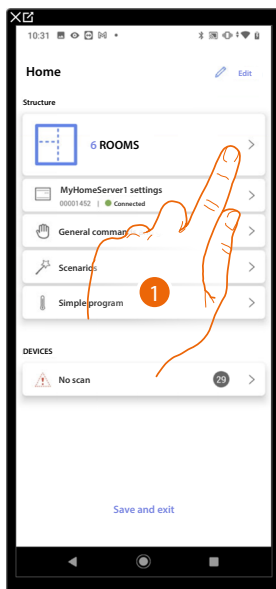 10:31
Home
Edit
Structure
6 ROOMS
MyHomeServer1 settings
00001452 | Connected
General comman
Scenarios
1
Simple program
DEVICES
No scan
29
Save and exit